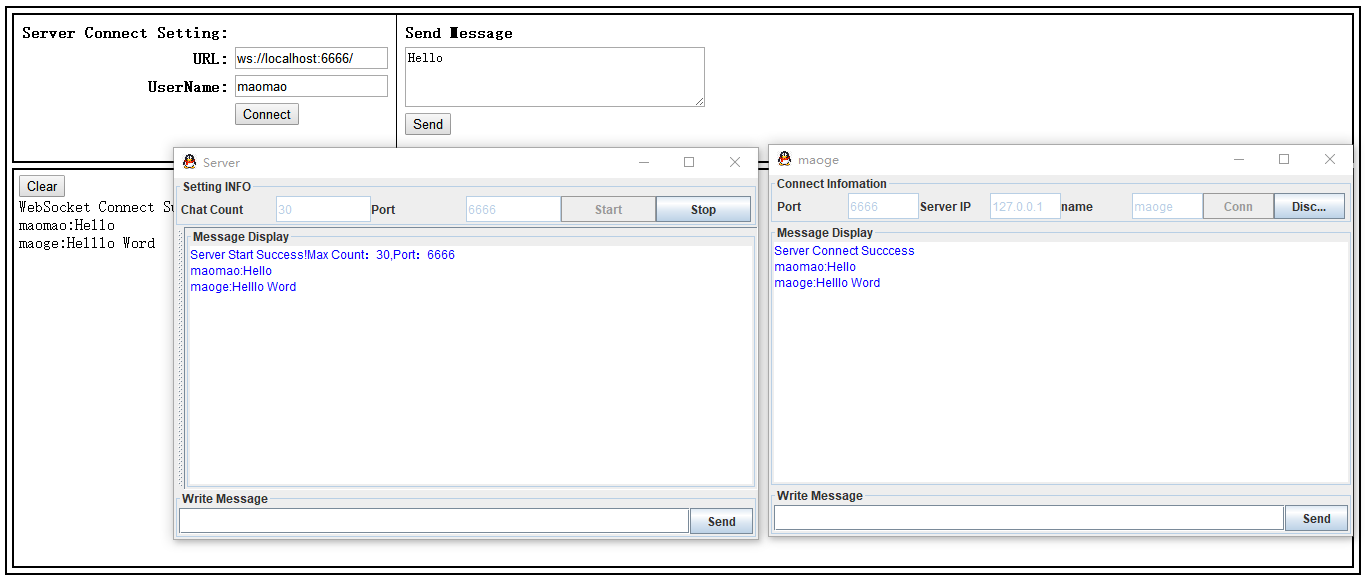 Server Connect Setting:
URL: ws://localhost:6666/
UserName: maomao
Connect
Send Message
Hello
Send
Clear
WebSocket Connect
maomao:Hello
maoge:Helllo Word
Server
Setting INFO
Chat Count 30 Port 6666 Start Stop
Message Display
Server Start Success!Max Count：30,Port：6666
maomao:Hello
maoge:Helllo Word
Write Message
Send
maoge
Connect Infomation
Port 6666 Server IP 127.0.0.1 name maoge Conn Disc...
Message Display
Server Connect Succcess
maomao:Hello
maoge:Helllo Word
Write Message
Send